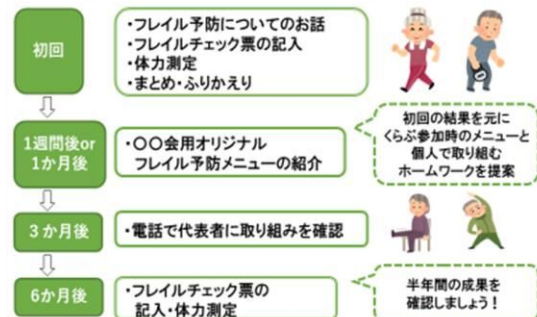 初回
・フレイル予防についてのお話
・フレイルチェック票の記入
・体力測定
・まとめ・ふりかえり
1週間後or
1か月後
・〇〇会用オリジナル
フレイル予防メニューの紹介
初回の結果を元に
くらぶ参加時のメニューと
個人で取り組む
ホームワークを提案
3か月後
・電話で代表者に取り組みを確認
6か月後
・フレイルチェック票の
記入・体力測定
半年間の成果を
確認しましょう！